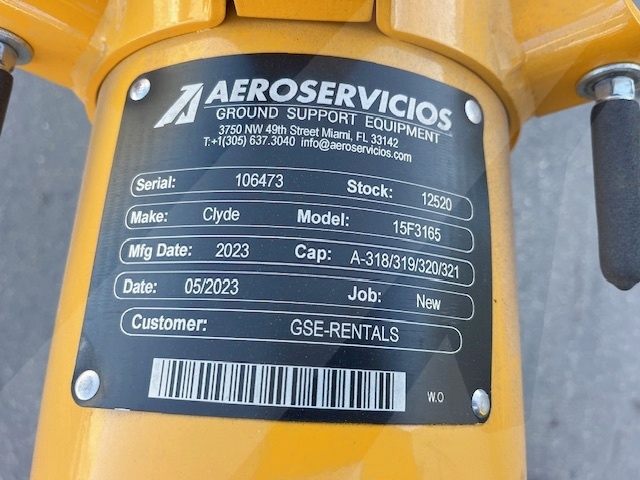 AEROSERVICIOS
GROUND SUPPORT EQUIPMENT
3750 NW 49th Street Miami, FL 33142
T:+1(305) 637.3040 info@aeroservicios.com
Serial: 106473 Stock: 12520
Make: Clyde Model: 15F3165
Mfg Date: 2023 Cap: A-318/319/320/321
Date: 05/2023 Job: New
Customer: GSE-RENTALS
W.O